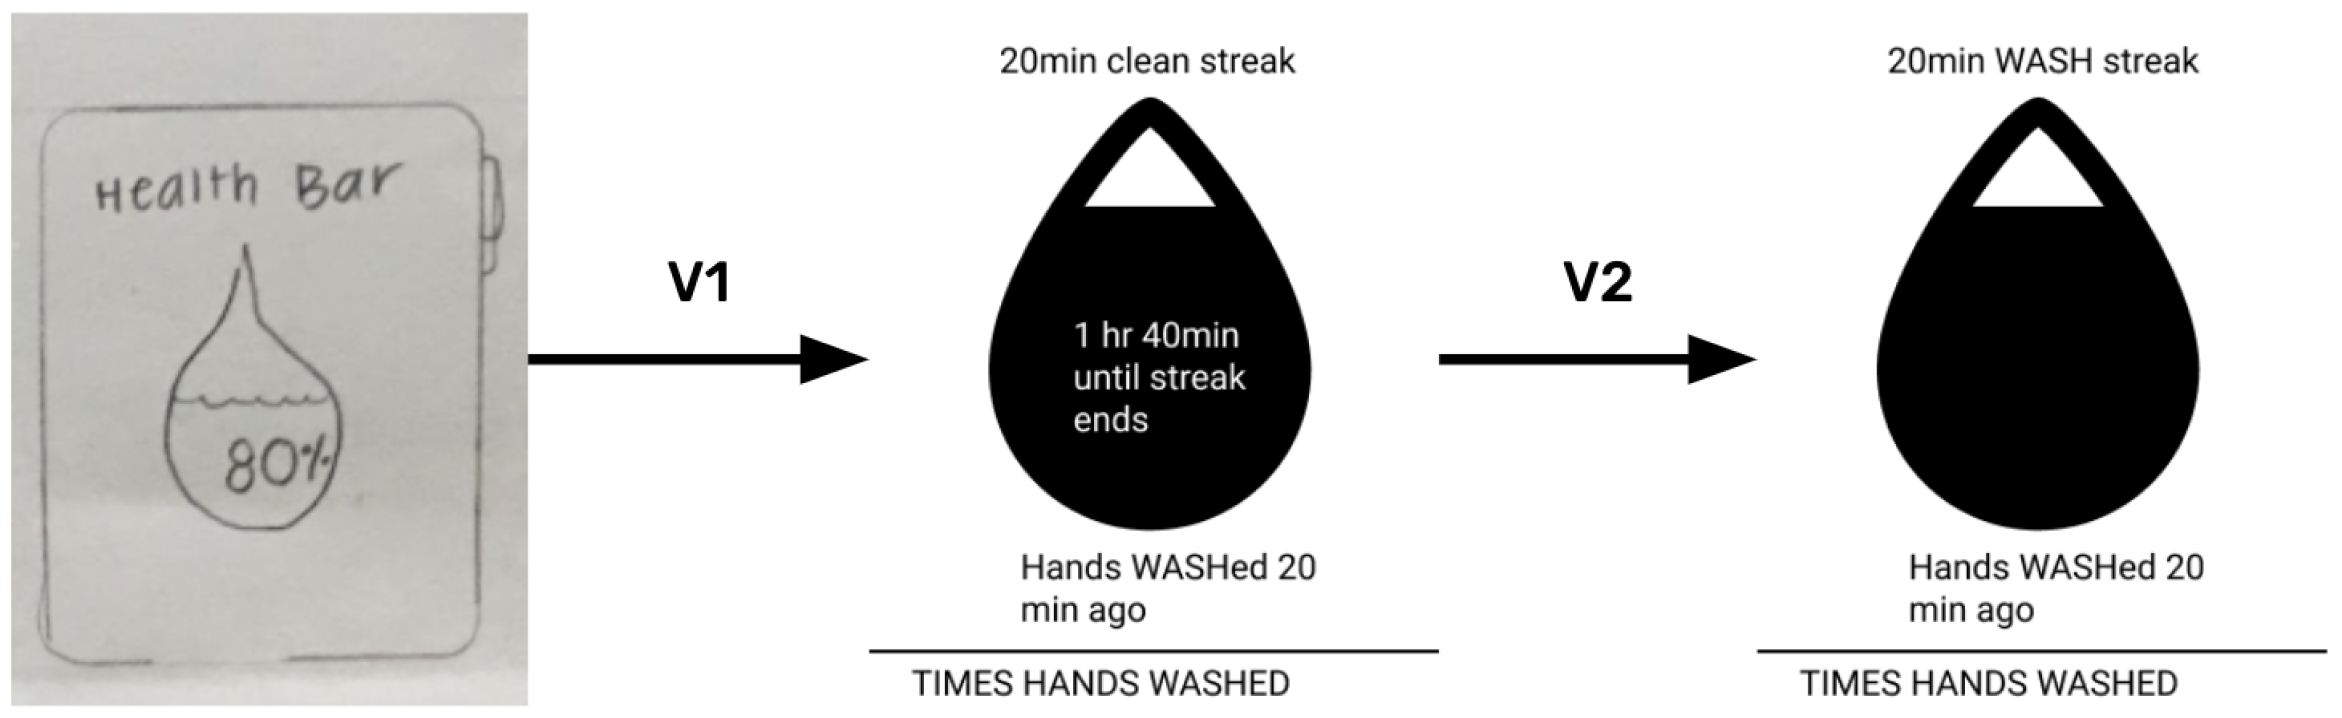 Health Bar
80%
V1
20min clean streak
1 hr 40min
until streak
ends
Hands WASHed 20
min ago
TIMES HANDS WASHED
V2
20min WASH streak
Hands WASHed 20
min ago
TIMES HANDS WASHED